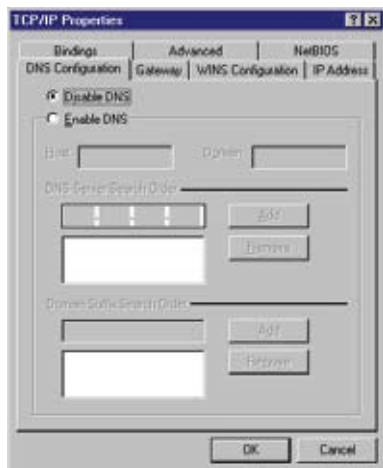 TCP/IP Properties
Bindings Advanced NetBIOS
DNS Configuration Gateway WINS Configuration IP Address
Disable DNS
Enable DNS
Host: Domain:
DNS Server Search Order
Add
Remove
Domain Suffix Search Order
Add
Remove
OK Cancel